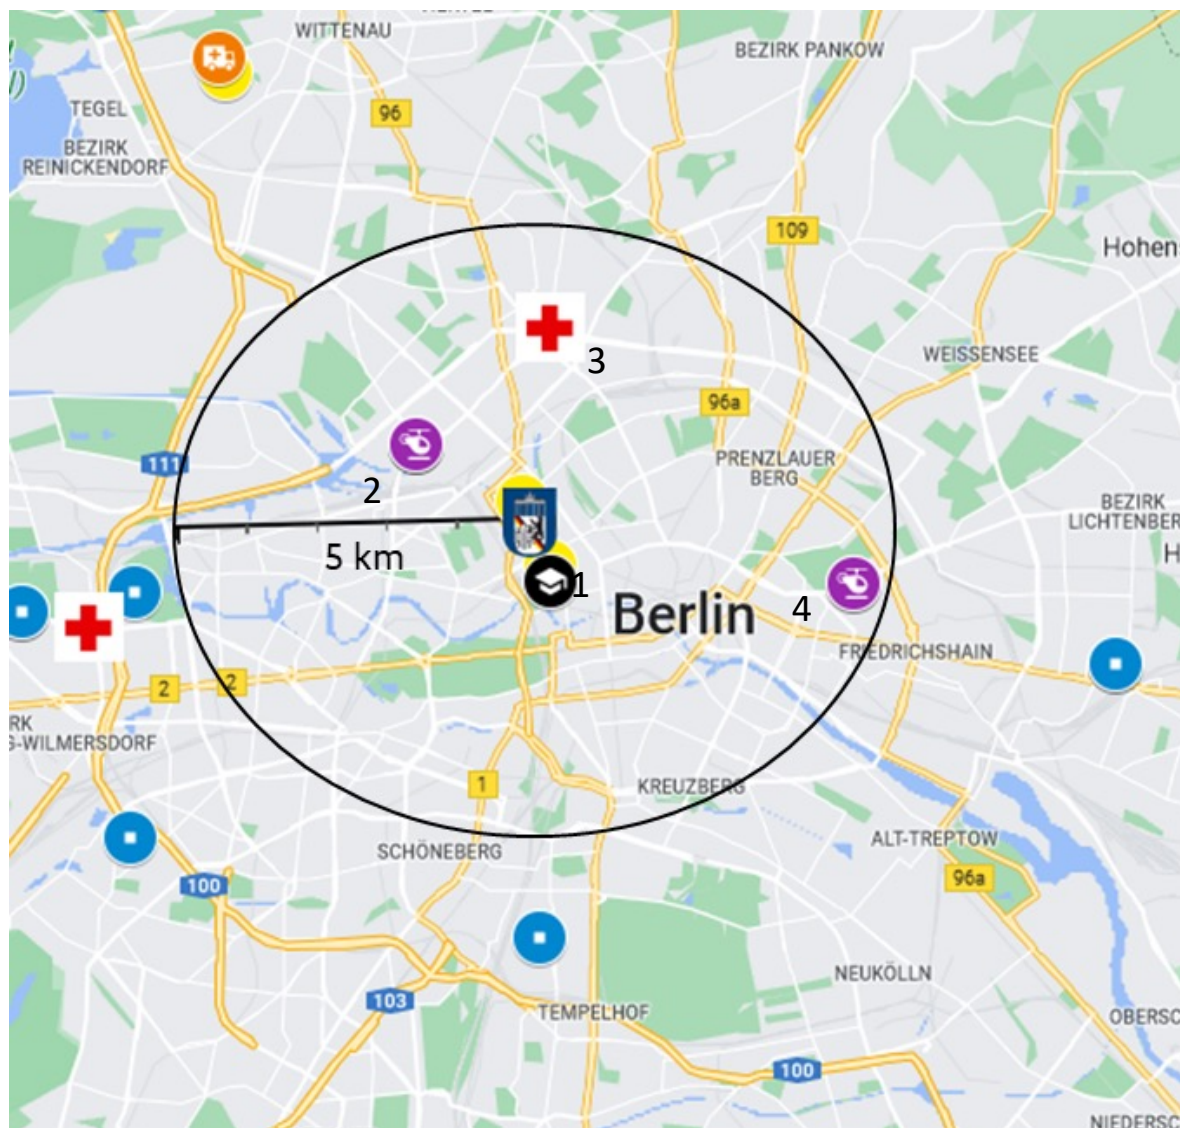 WITTENAU
BEZIRK PANKOW
TEGEL
96
BEZIRK
REINICKENDORF
109
Hohen
3
WEISSENSEE
96a
111
PRENZLAUER
BERG
2
BEZIRK
LICHTENBER
5 km
H
1
Berlin
4
FRIEDRICHSHAIN
2
2
RK
G-WILMERSDORF
1
KREUZBERG
SCHÖNEBERG
ALT-TREPTOW
96a
100
NEUKÖLLN
103
TEMPELHOF
OBERSC
100
NIEDERSC